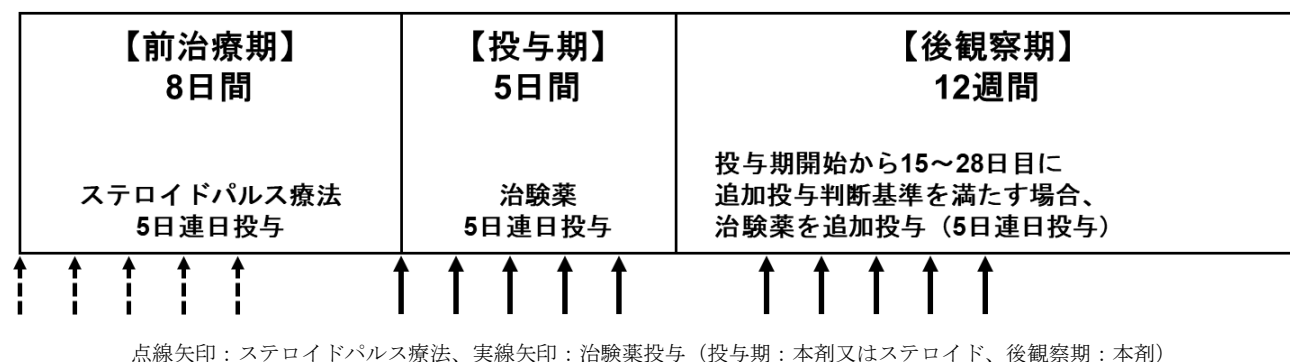 【前治療期】
8日間
ステロイドパルス療法
5日連日投与
【投与期】
5日間
治験薬
5日連日投与
【後観察期】
12週間
投与期開始から15～28日目に
追加投与判断基準を満たす場合、
治験薬を追加投与（5日連日投与）
点線矢印：ステロイドパルス療法、実線矢印：治験薬投与（投与期：本剤又はステロイド、後観察期：本剤）